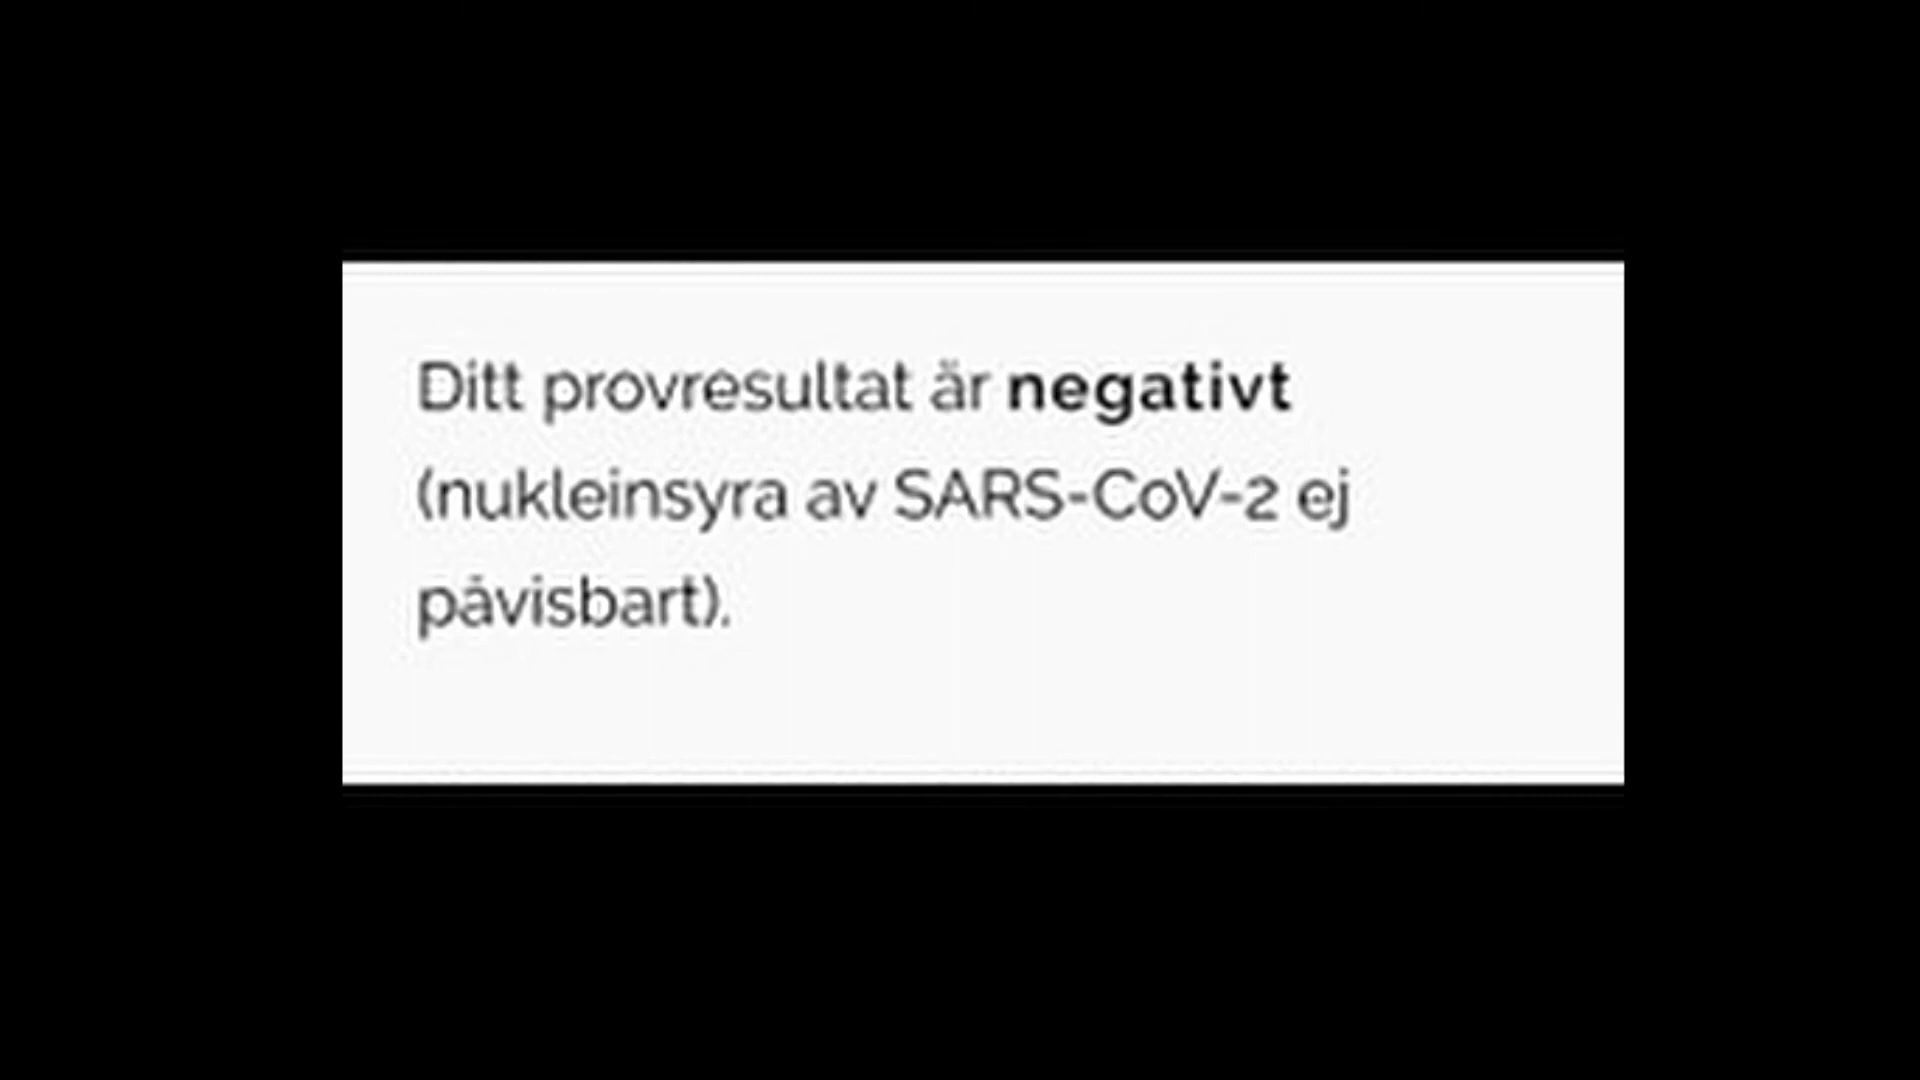 Ditt provresultat är negativt
(nukleinsyra av SARS-CoV-2 ej
påvisbart).